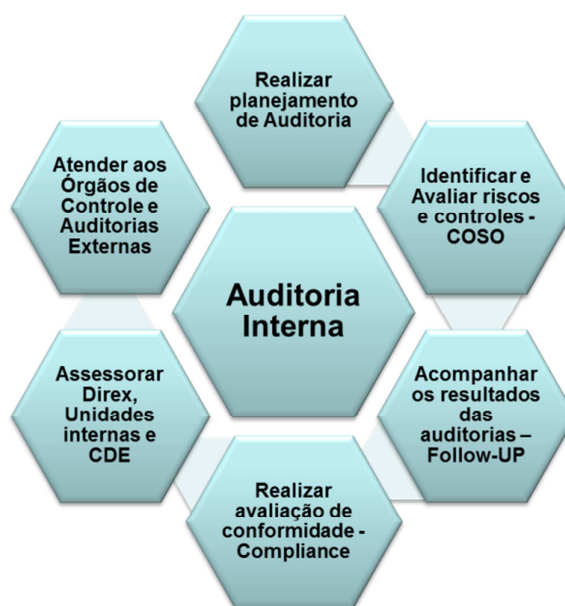 Realizar
planejamento
de Auditoria
Identificar e
Avaliar riscos
e controles -
COSO
Acompanhar
os resultados
das
auditorias –
Follow-UP
Realizar
avaliação de
conformidade -
Compliance
Assessorar
Direx,
Unidades
internas e
CDE
Atender aos
Órgãos de
Controle e
Auditorias
Externas
Auditoria
Interna